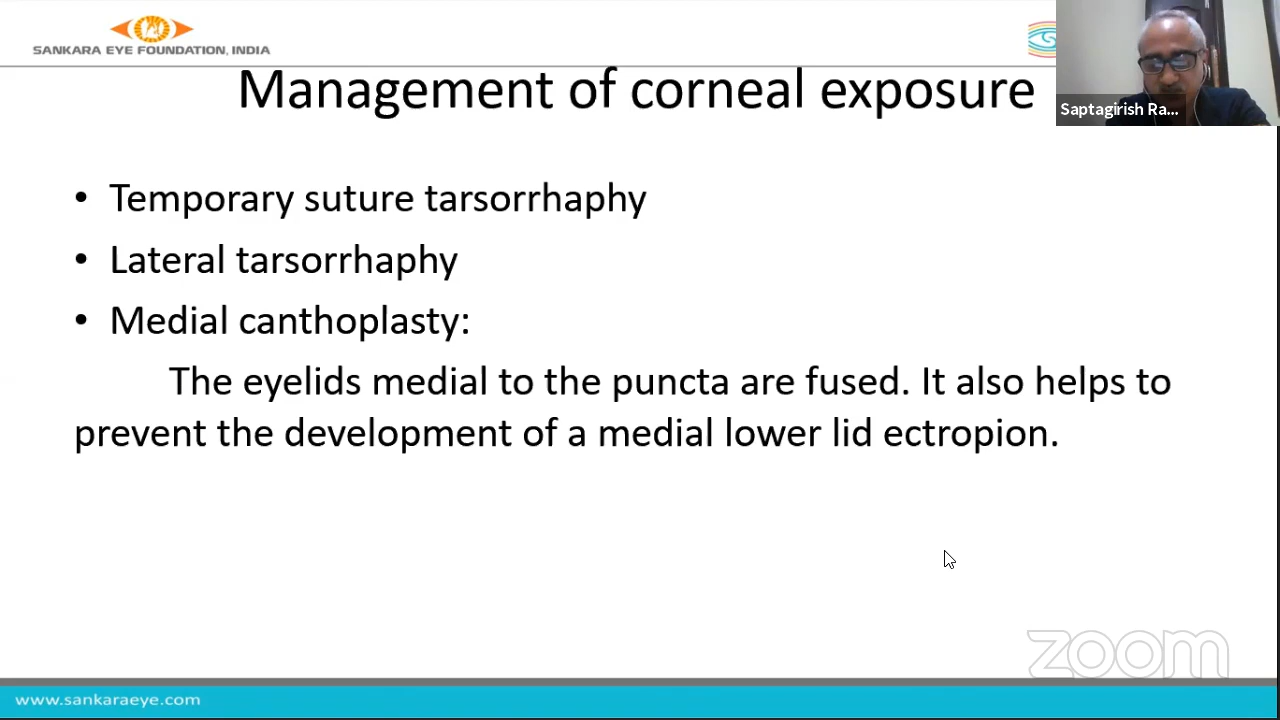 SANKARA EYE FOUNDATION, INDIA
Saptagirish Ra...
Management of corneal exposure
• Temporary suture tarsorrhaphy
• Lateral tarsorrhaphy
• Medial canthoplasty:
The eyelids medial to the puncta are fused. It also helps to
prevent the development of a medial lower lid ectropion.
zoom
www.sankaraeye.com